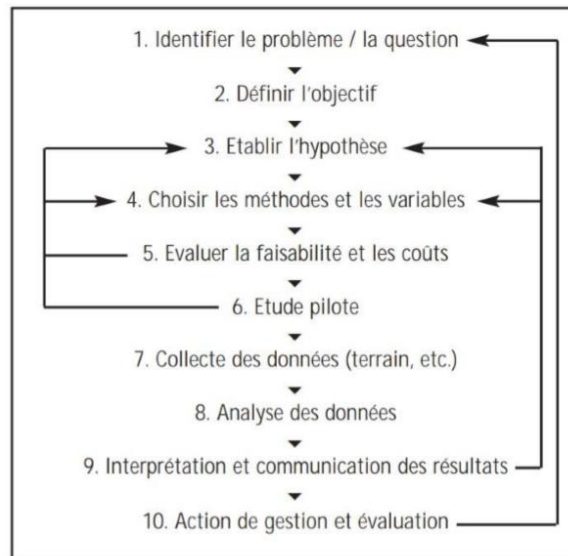 1. Identifier le problème / la question
2. Définir l'objectif
3. Etablir l'hypothèse
4. Choisir les méthodes et les variables
5. Evaluer la faisabilité et les coûts
6. Etude pilote
7. Collecte des données (terrain, etc.)
8. Analyse des données
9. Interprétation et communication des résultats
10. Action de gestion et évaluation